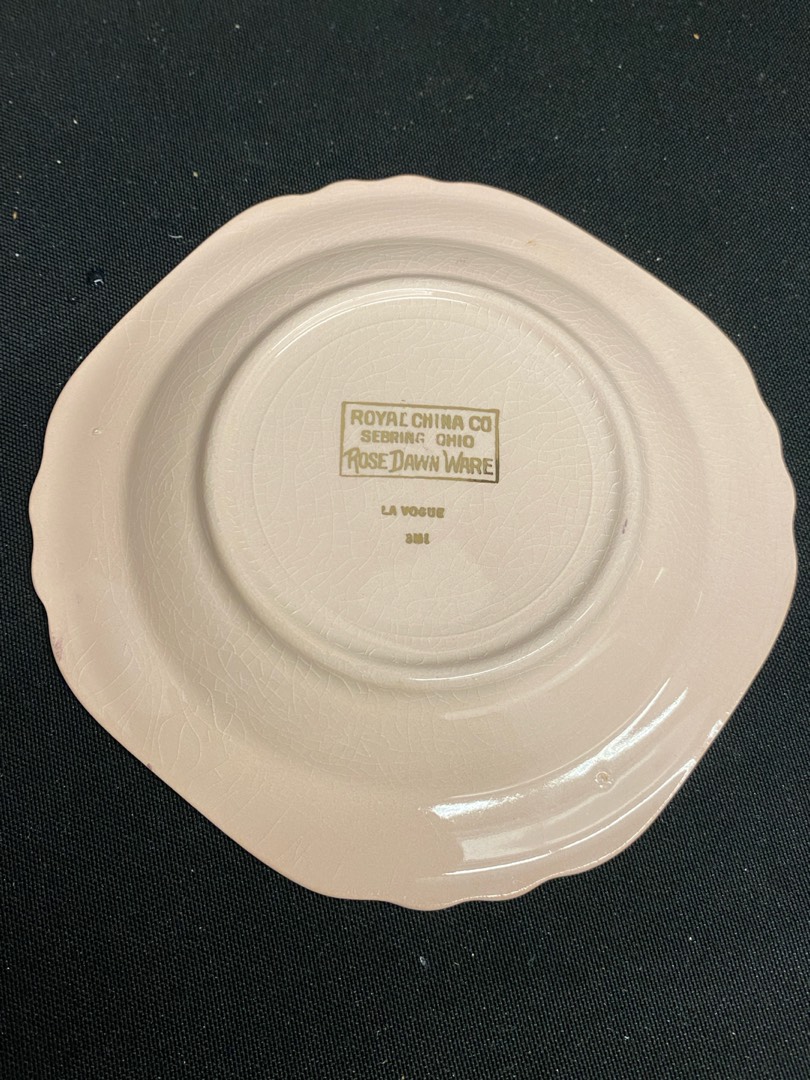 ROYAL CHINA CO
SEBRING OHIO
ROSE DAWN WARE
LA VOGUE